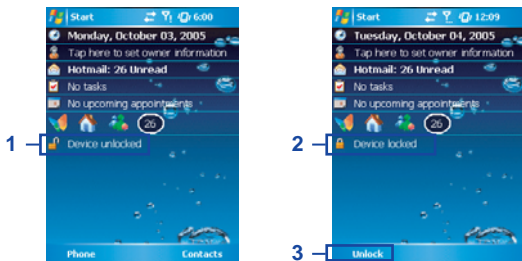 Start 6:00
Monday, October 03, 2005
Tap here to set owner information
Hotmail: 26 Unread
No tasks
No upcoming appointments
26
1
Device unlocked
Phone Contacts
Start 12:09
Tuesday, October 04, 2005
Tap here to set owner information
Hotmail: 26 Unread
No tasks
No upcoming appointments
26
2
Device locked
3
Unlock